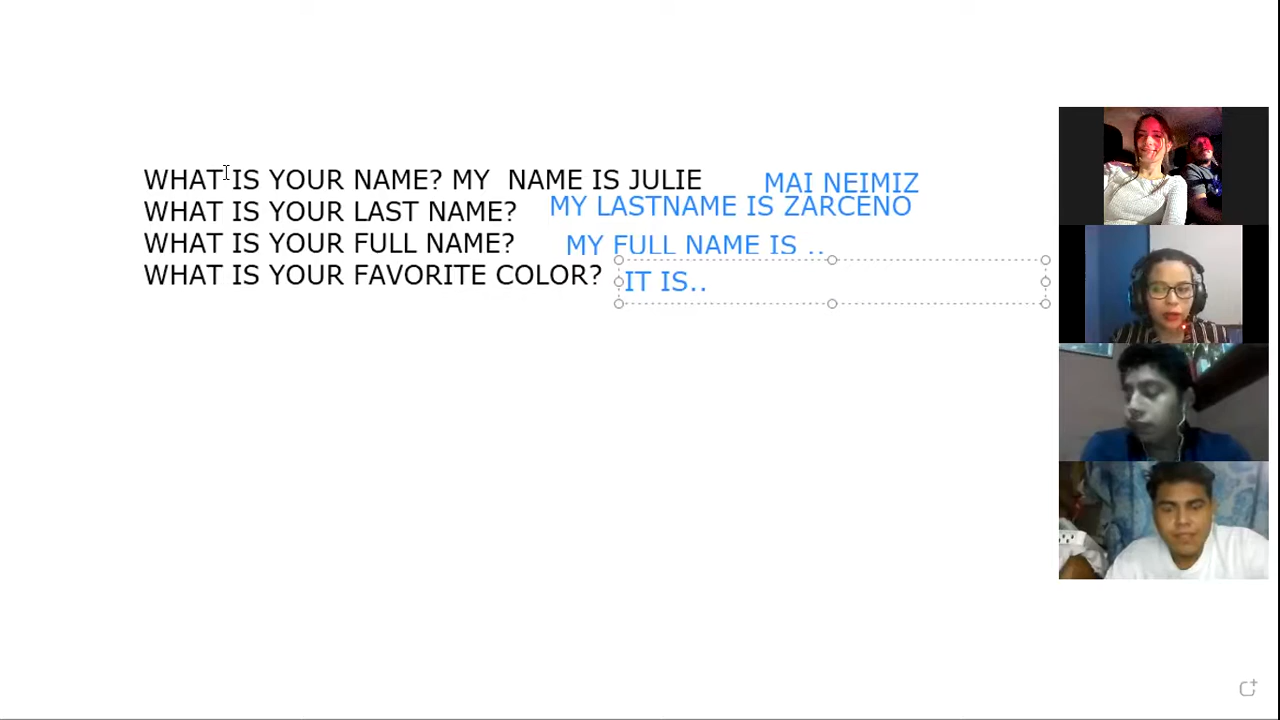 WHAT IS YOUR NAME? MY NAME IS JULIE MAI NEIMIZ
WHAT IS YOUR LAST NAME? MY LASTNAME IS ZARCENO
WHAT IS YOUR FULL NAME? MY FULL NAME IS ..
WHAT IS YOUR FAVORITE COLOR? IT IS..